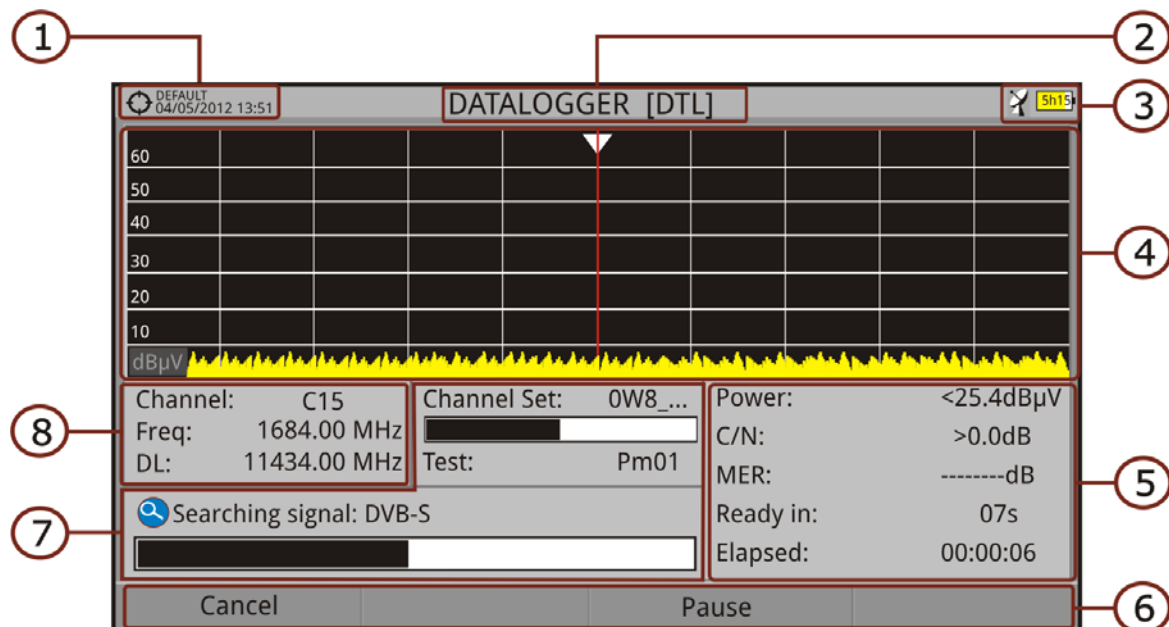 1
2
3
DEFAULT
04/05/2012 13:51
DATALOGGER [DTL]
5h15
60
50
40
30
20
10
dBµV
4
Channel: C15
Freq: 1684.00 MHz
DL: 11434.00 MHz
8
Channel Set: 0W8_...
Test: Pm01
Power: <25.4dBµV
C/N: >0.0dB
MER: --------dB
Ready in: 07s
Elapsed: 00:00:06
5
7
Searching signal: DVB-S
Cancel
Pause
6